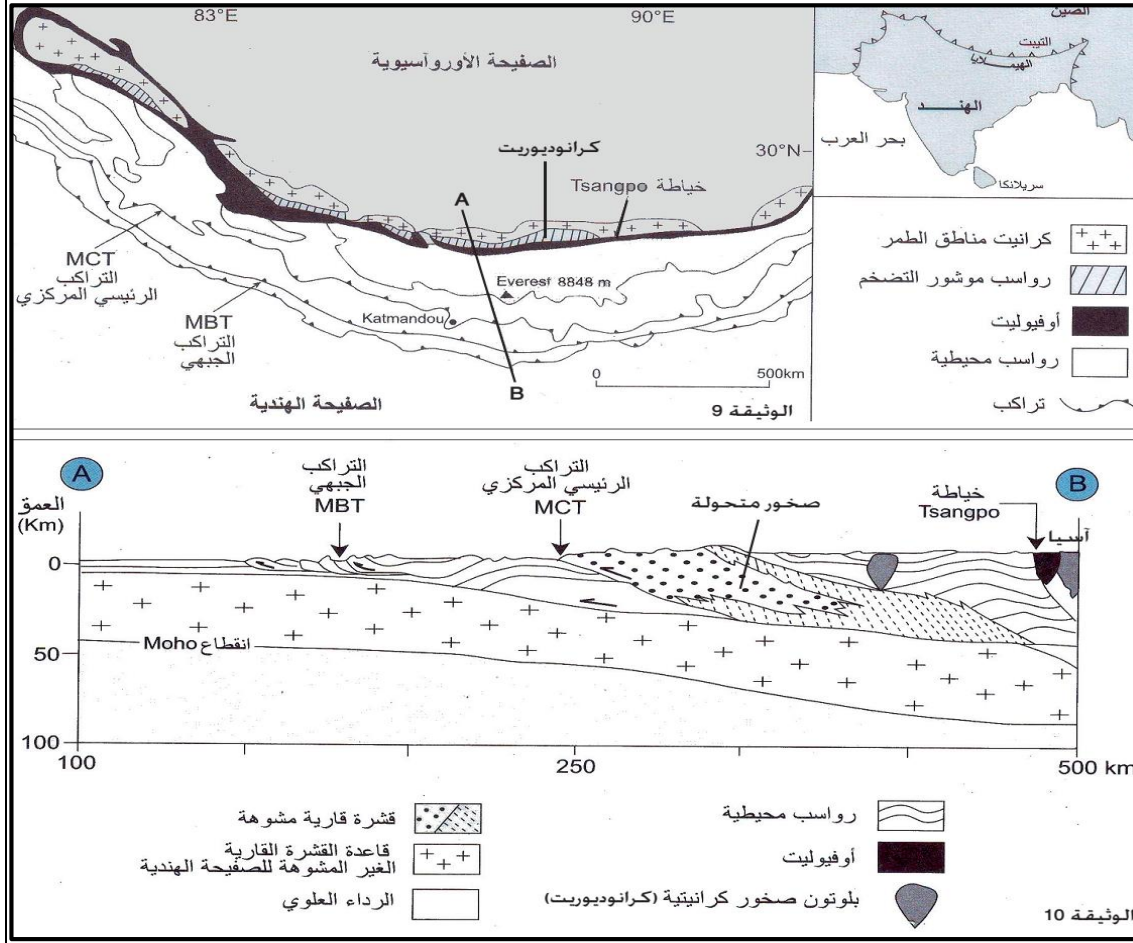 83°E
90°E
الصفيحة الأوروآسيوية
كرانوديوريت
30°N
خياطة Tsangpo
A
MCT
التراكب
الرئيسي المركزي
Everest 8848 m
Katmandou
MBT
التراكب
الجبهي
B
0
500km
الصفيحة الهندية
الوثيقة 9
الصين
التيبت
الهيملايا
الهنـــد
بحر العرب
سريلانكا
كرانيت مناطق الطمر
رواسب موشور التضخم
أوفيوليت
رواسب محيطية
تراكب
A
العمق
(Km)
التراكب
الجبهي
MBT
التراكب
الرئيسي المركزي
MCT
صخور متحولة
خياطة
Tsangpo
B
آسيا
0
انقطاع Moho
50
100
100
250
500 km
قشرة قارية مشوهة
قاعدة القشرة القارية
الغير المشوهة للصفيحة الهندية
الرداء العلوي
رواسب محيطية
أوفيوليت
بلوتون صخور كرانيتية (كرانوديوريت)
الوثيقة 10